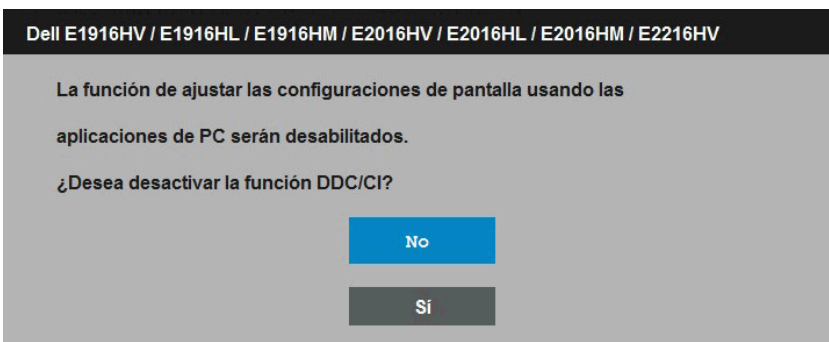 Dell E1916HV / E1916HL / E1916HM / E2016HV / E2016HL / E2016HM / E2216HV
La función de ajustar las configuraciones de pantalla usando las
aplicaciones de PC serán desabilitados.
¿Desea desactivar la función DDC/CI?
No
Sí